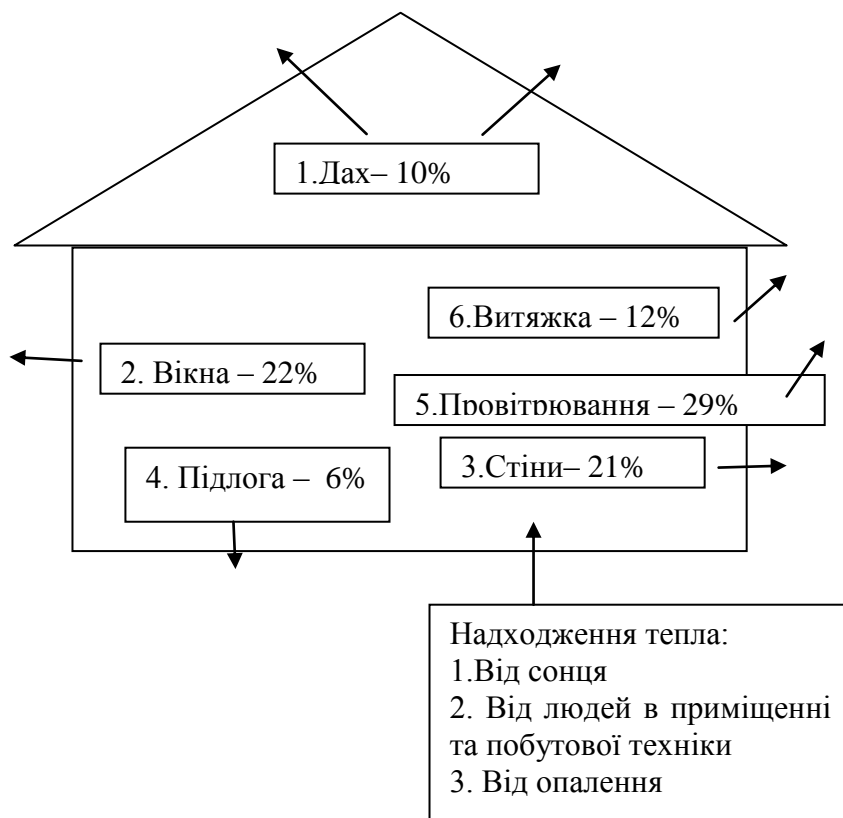 1.Дах– 10%
6.Витяжка – 12%
2. Вікна – 22%
5.Провітрювання – 29%
4. Підлога – 6%
3.Стіни– 21%
Надходження тепла:
1.Від сонця
2. Від людей в приміщенні
та побутової техніки
3. Від опалення